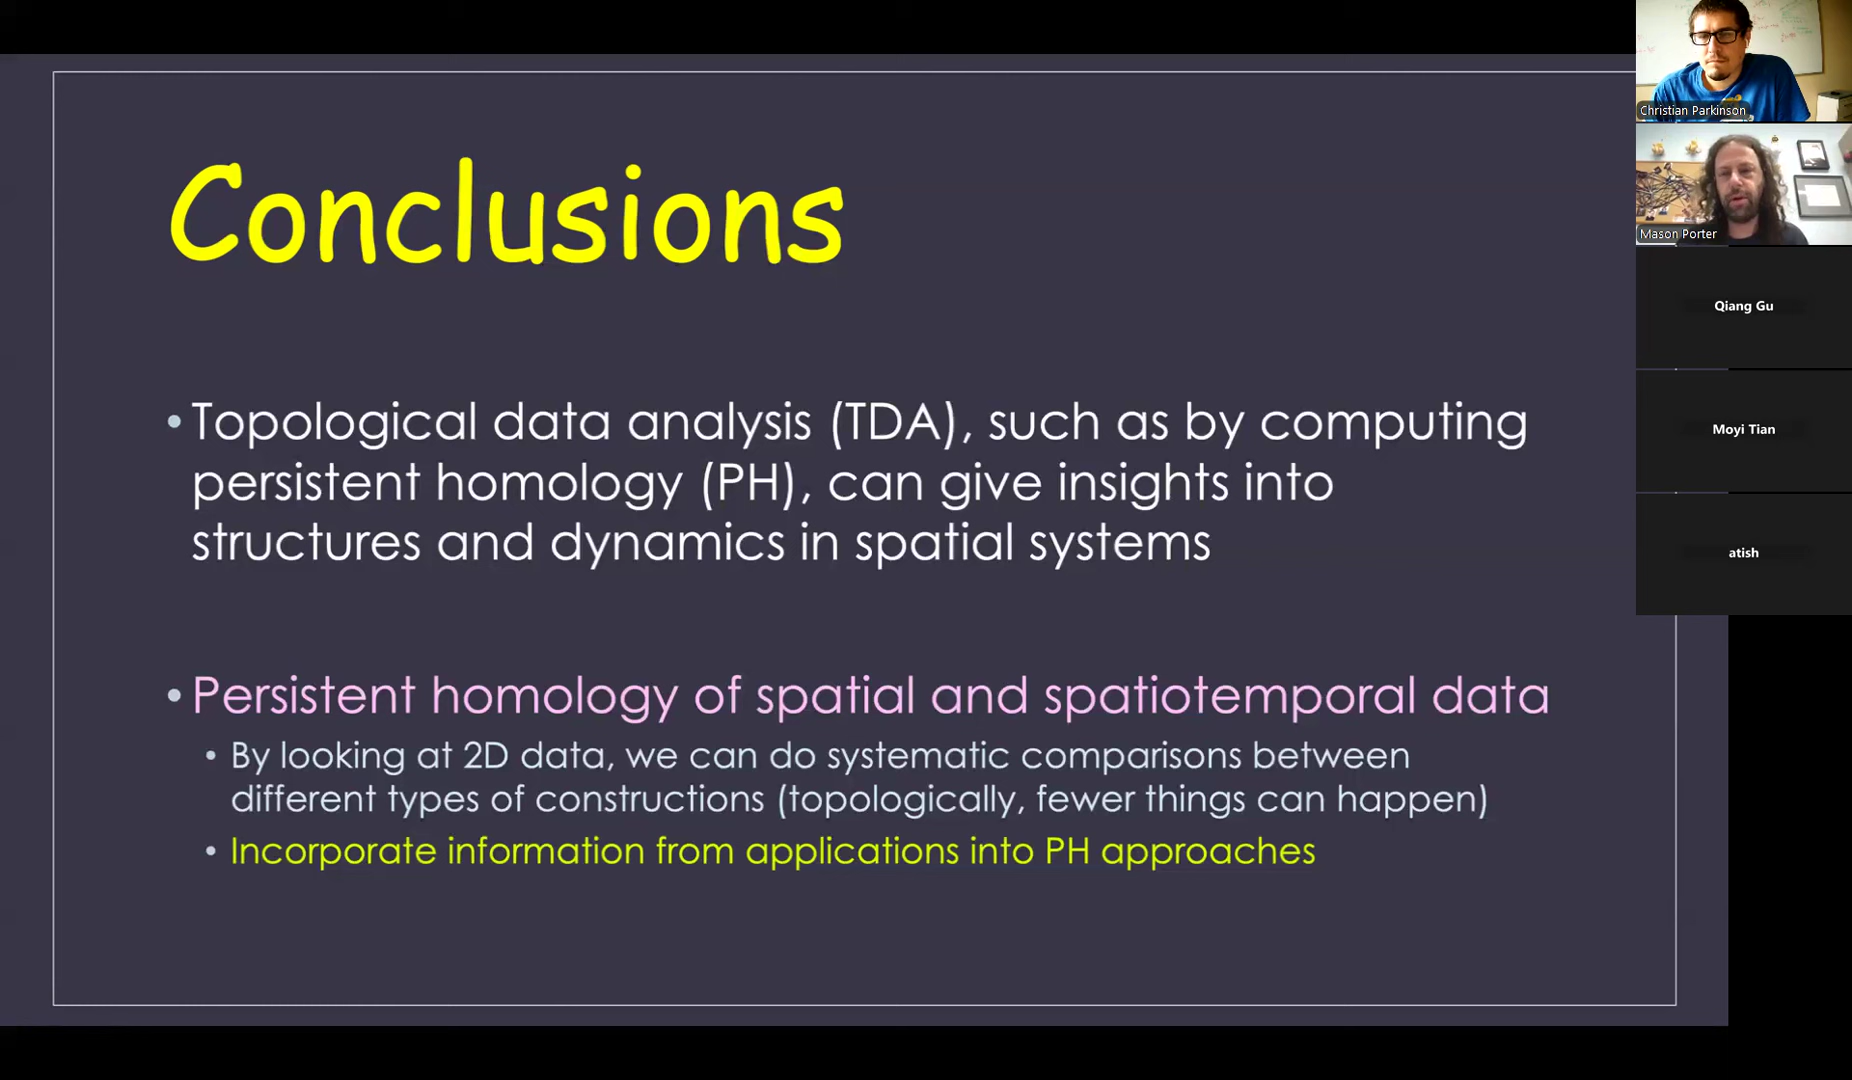 Conclusions
•Topological data analysis (TDA), such as by computing
persistent homology (PH), can give insights into
structures and dynamics in spatial systems
•Persistent homology of spatial and spatiotemporal data
• By looking at 2D data, we can do systematic comparisons between
different types of constructions (topologically, fewer things can happen)
• Incorporate information from applications into PH approaches
Christian Parkinson
Mason Porter
Qiang Gu
Moyi Tian
atish